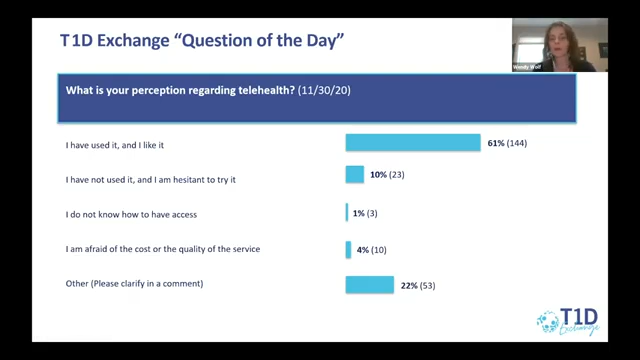 T1D Exchange “Question of the Day”
Wendy Wolf
What is your perception regarding telehealth? (11/30/20)
I have used it, and I like it
61% (144)
I have not used it, and I am hesitant to try it
10% (23)
I do not know how to have access
1% (3)
I am afraid of the cost or the quality of the service
4% (10)
Other (Please clarify in a comment)
22% (53)
T1D
Exchange